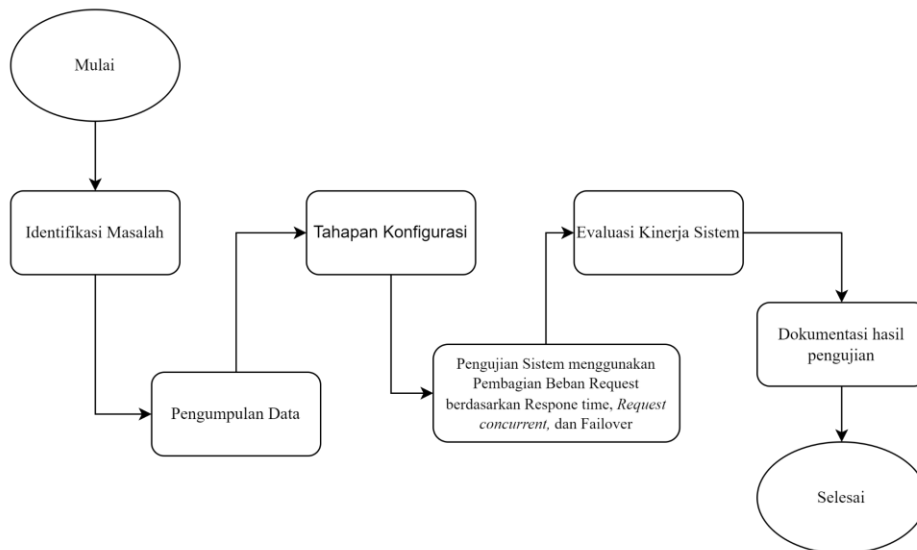 Mulai
Identifikasi Masalah
Pengumpulan Data
Tahapan Konfigurasi
Pengujian Sistem menggunakan
Pembagian Beban Request
berdasarkan Respone time, Request
concurrent, dan Failover
Evaluasi Kinerja Sistem
Dokumentasi hasil
pengujian
Selesai